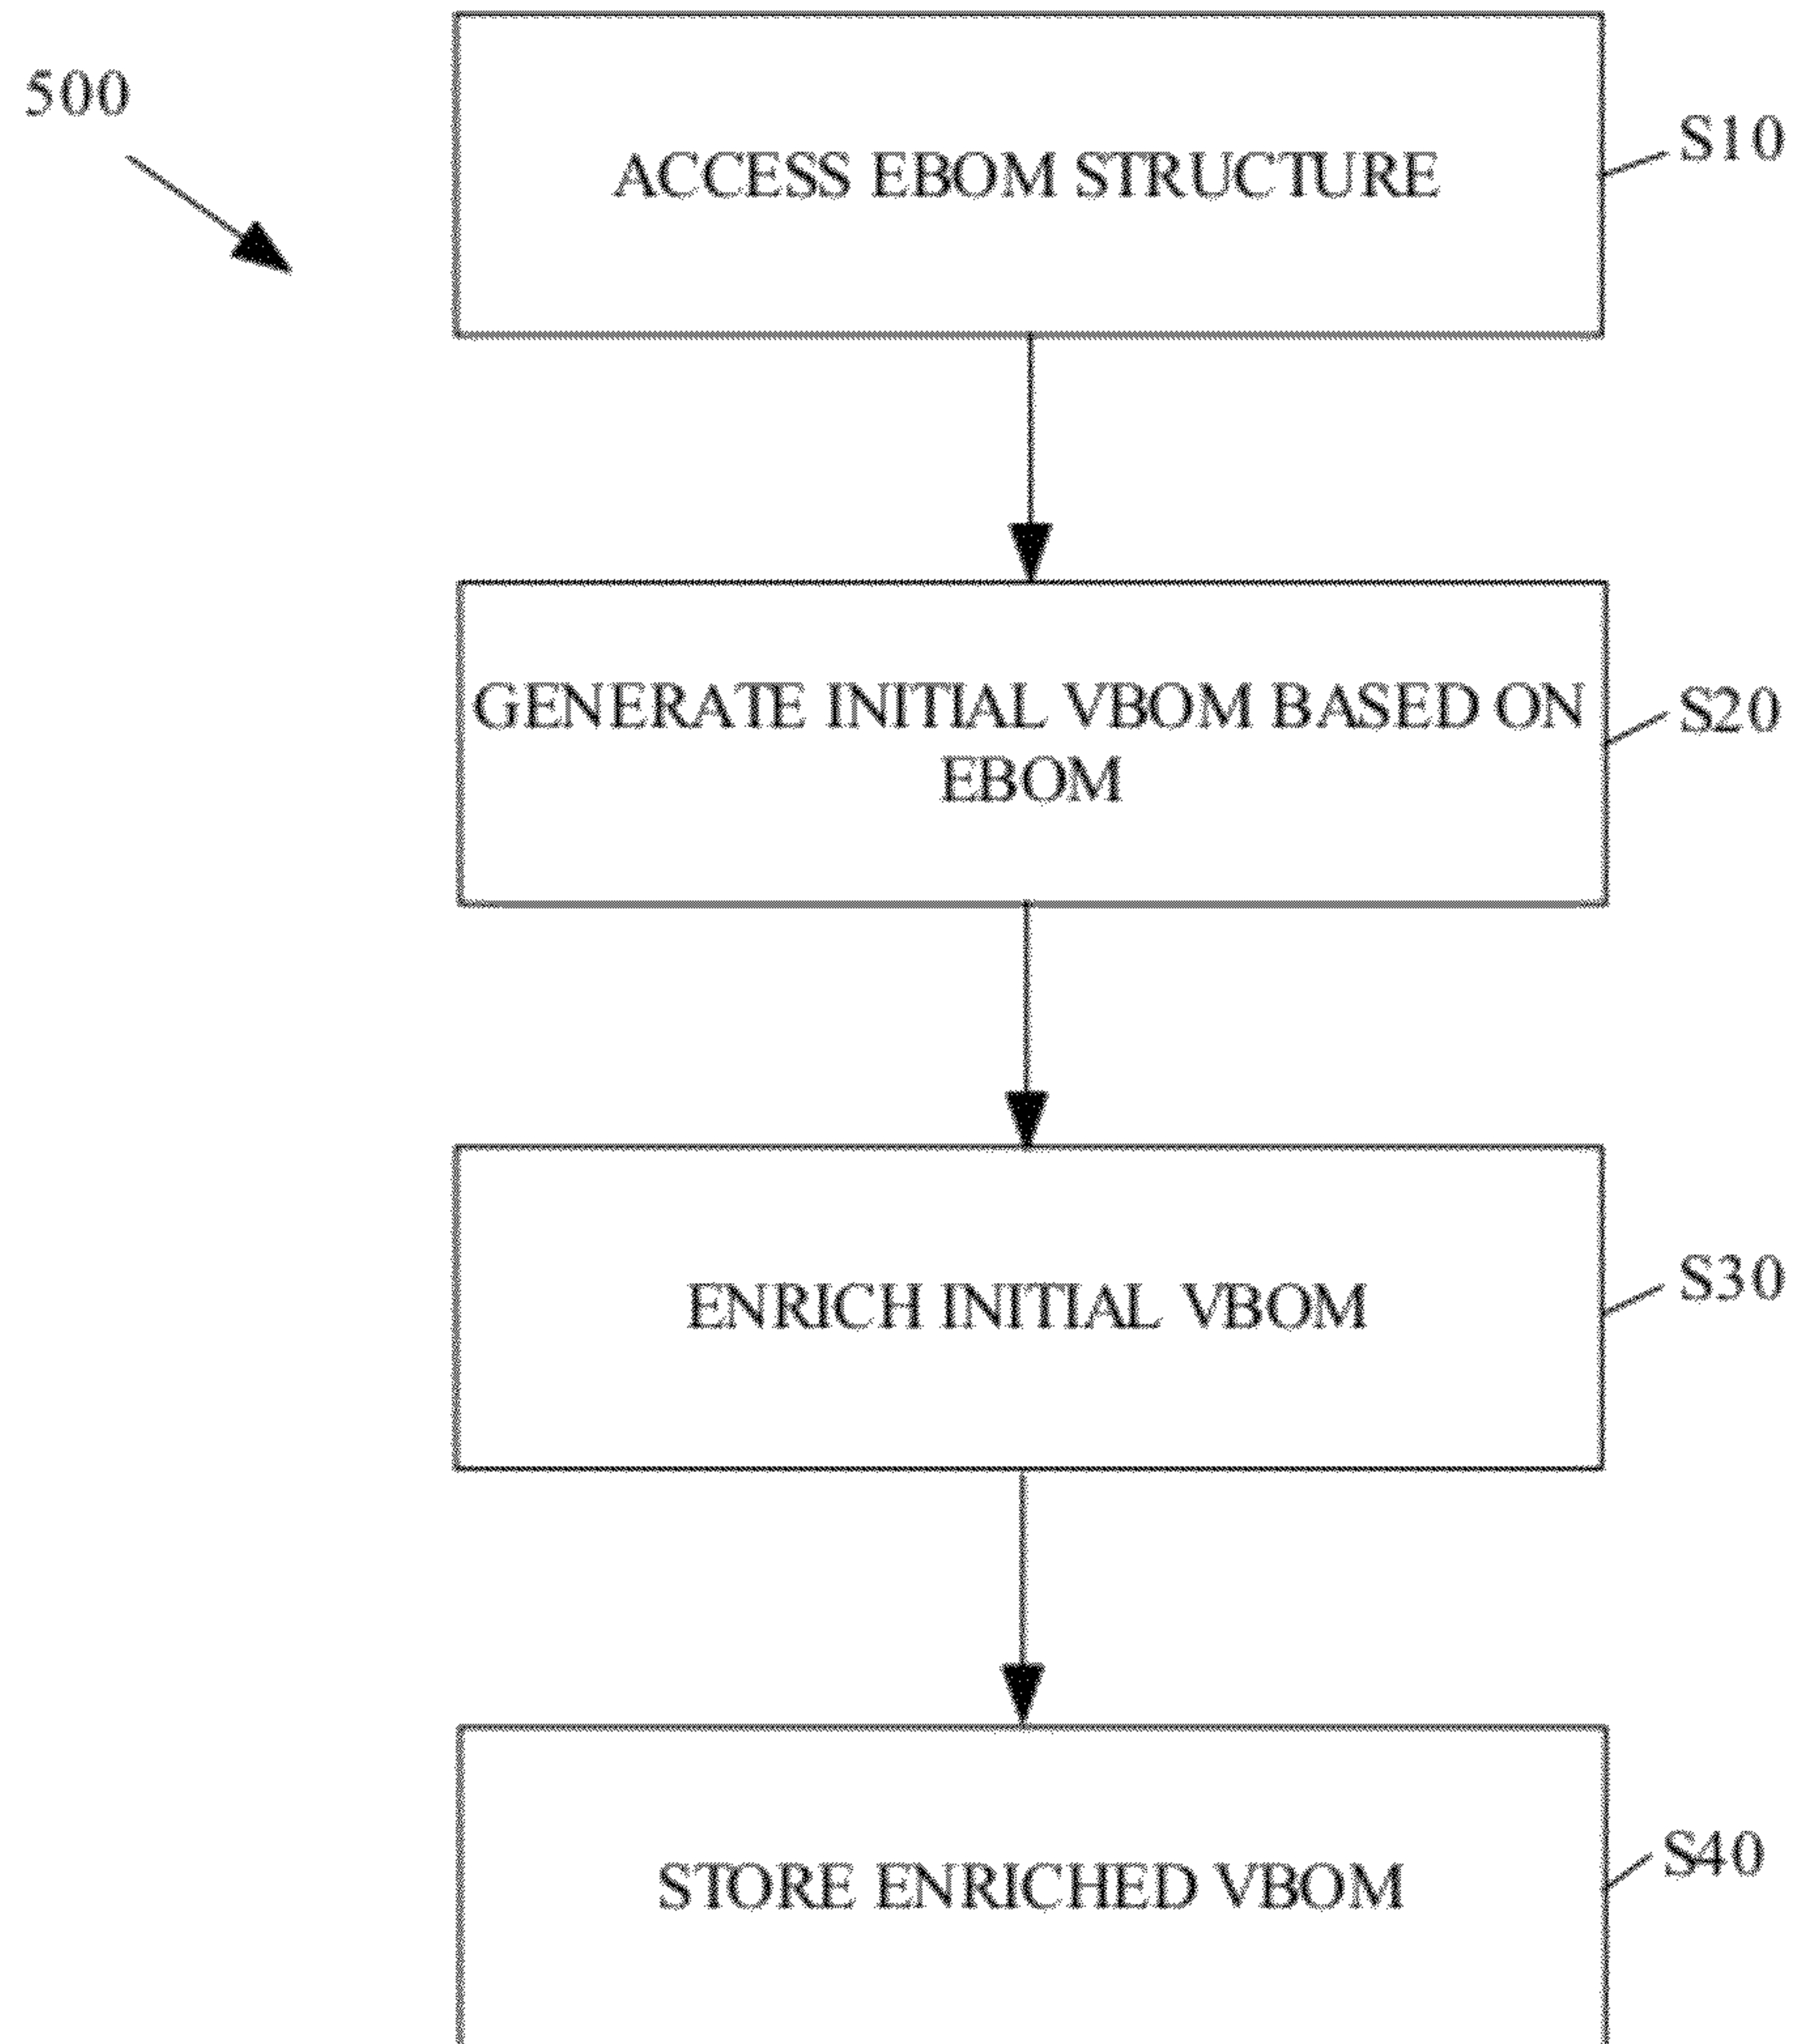 500
ACCESS EBOM STRUCTURE
S10
GENERATE INITIAL VBOM BASED ON
EBOM
S20
ENRICH INITIAL VBOM
S30
STORE ENRICHED VBOM
S40